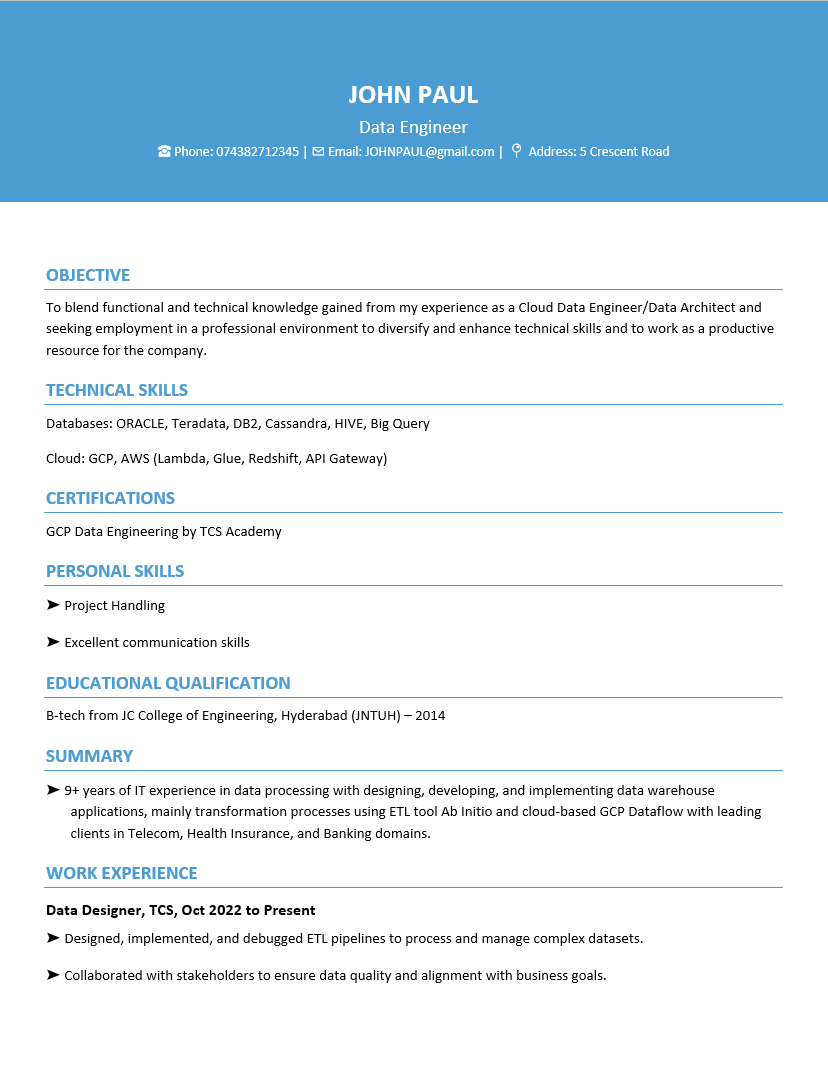 JOHN PAUL
Data Engineer
Phone: 074382712345 | Email: JOHNPAUL@gmail.com | Address: 5 Crescent Road
OBJECTIVE
To blend functional and technical knowledge gained from my experience as a Cloud Data Engineer/Data Architect and
seeking employment in a professional environment to diversify and enhance technical skills and to work as a productive
resource for the company.
TECHNICAL SKILLS
Databases: ORACLE, Teradata, DB2, Cassandra, HIVE, Big Query
Cloud: GCP, AWS (Lambda, Glue, Redshift, API Gateway)
CERTIFICATIONS
GCP Data Engineering by TCS Academy
PERSONAL SKILLS
➤ Project Handling
➤ Excellent communication skills
EDUCATIONAL QUALIFICATION
B-tech from JC College of Engineering, Hyderabad (JNTUH) – 2014
SUMMARY
➤ 9+ years of IT experience in data processing with designing, developing, and implementing data warehouse
applications, mainly transformation processes using ETL tool Ab Initio and cloud-based GCP Dataflow with leading
clients in Telecom, Health Insurance, and Banking domains.
WORK EXPERIENCE
Data Designer, TCS, Oct 2022 to Present
➤ Designed, implemented, and debugged ETL pipelines to process and manage complex datasets.
➤ Collaborated with stakeholders to ensure data quality and alignment with business goals.